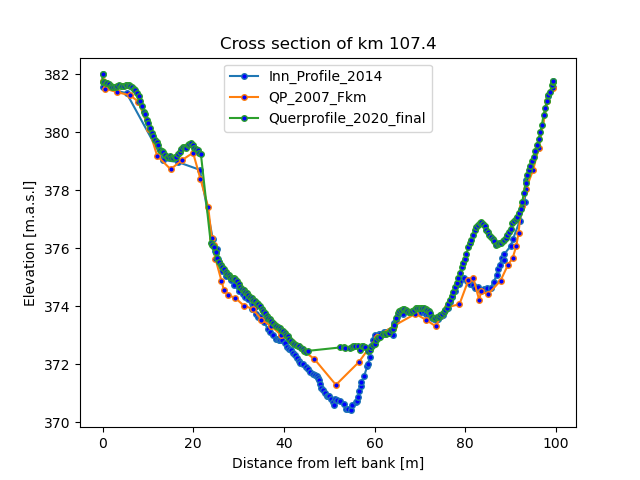 Cross section of km 107.4
Inn_Profile_2014
QP_2007_Fkm
Querprofile_2020_final
382
380
378
376
374
372
370
Elevation [m.a.s.l]
0 20 40 60 80 100
Distance from left bank [m]